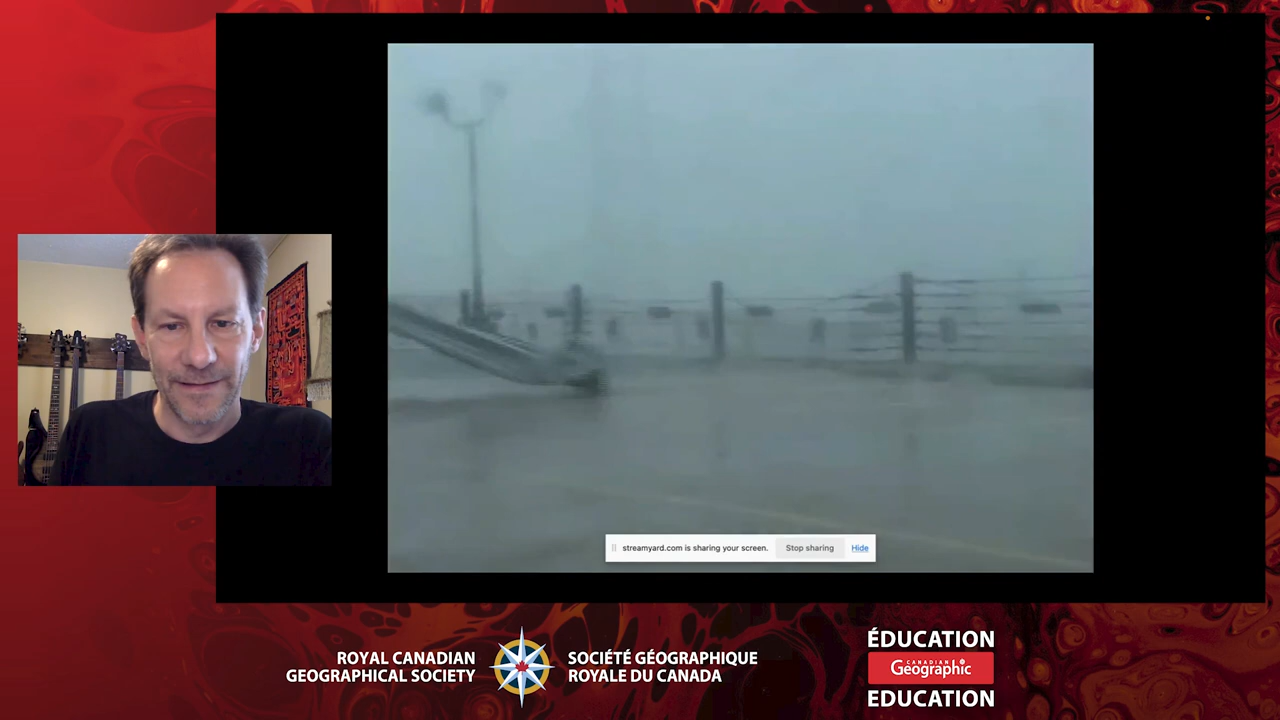 streamyard.com is sharing your screen. Stop sharing Hide
ROYAL CANADIAN
GEOGRAPHICAL SOCIETY
SOCIÉTÉ GÉOGRAPHIQUE
ROYALE DU CANADA
ÉDUCATION
CANADIAN
Geographic
EDUCATION